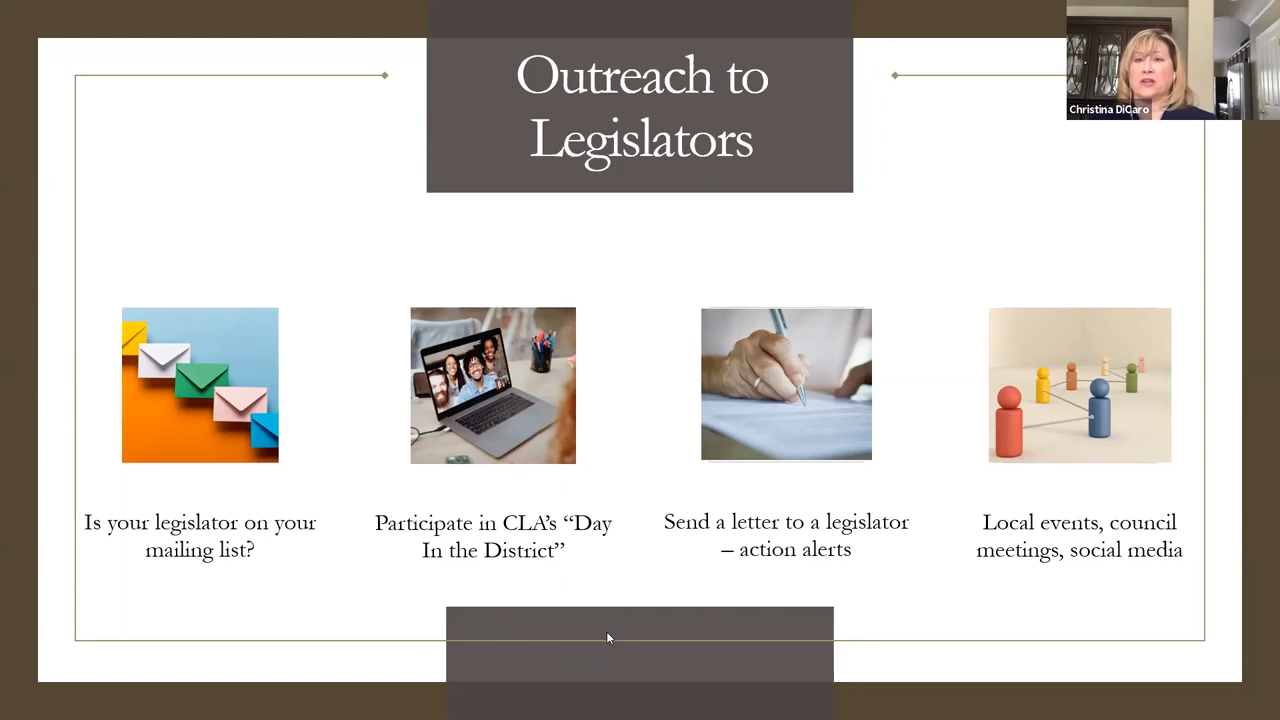 Outreach to
Legislators
Christina DiCaro
Is your legislator on your
mailing list?
Participate in CLA’s “Day
In the District”
Send a letter to a legislator
– action alerts
Local events, council
meetings, social media